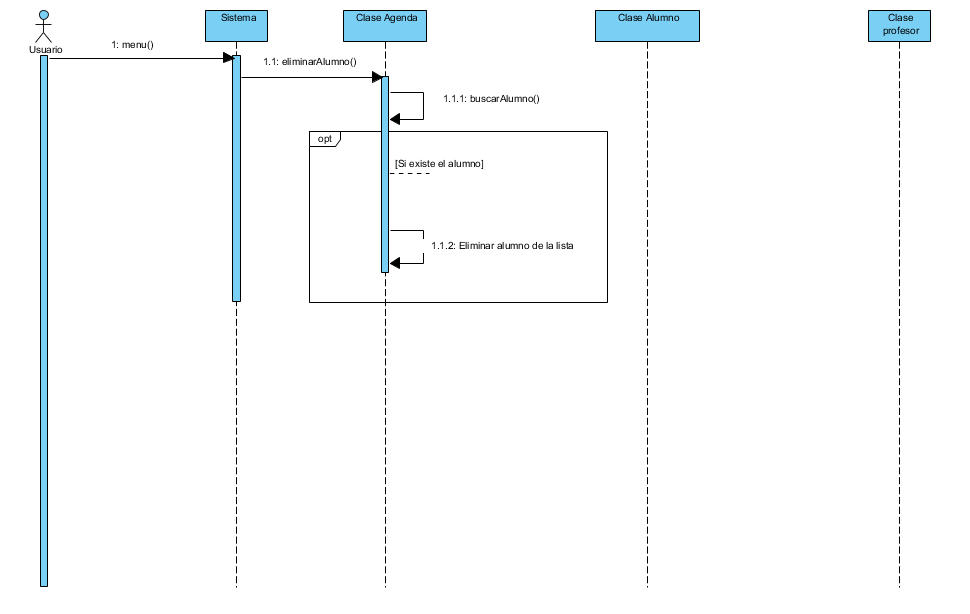 Sistema
Clase Agenda
Clase Alumno
Clase
profesor
Usuario
1: menu()
1.1: eliminarAlumno()
1.1.1: buscarAlumno()
opt
[Si existe el alumno]
1.1.2: Eliminar alumno de la lista